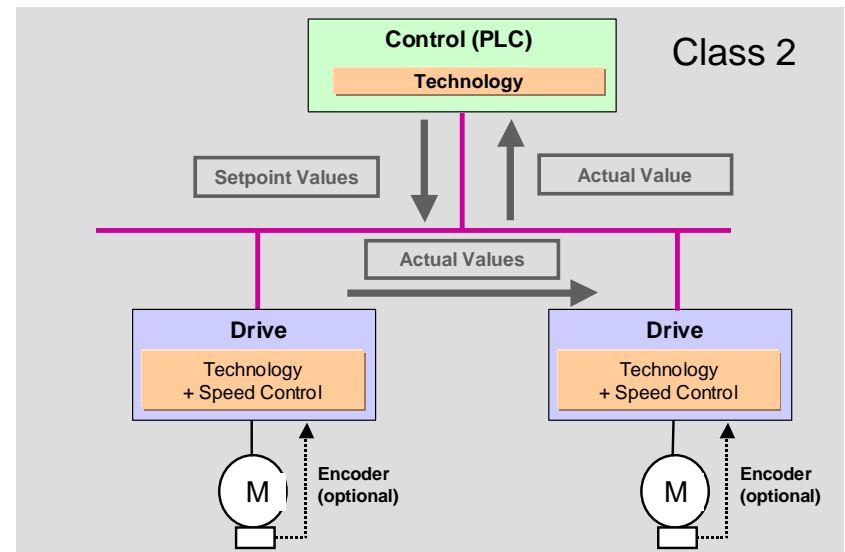 Control (PLC)
Class 2
Technology
Setpoint Values
Actual Value
Actual Values
Drive
Technology
+ Speed Control
Drive
Technology
+ Speed Control
M
Encoder
(optional)
M
Encoder
(optional)